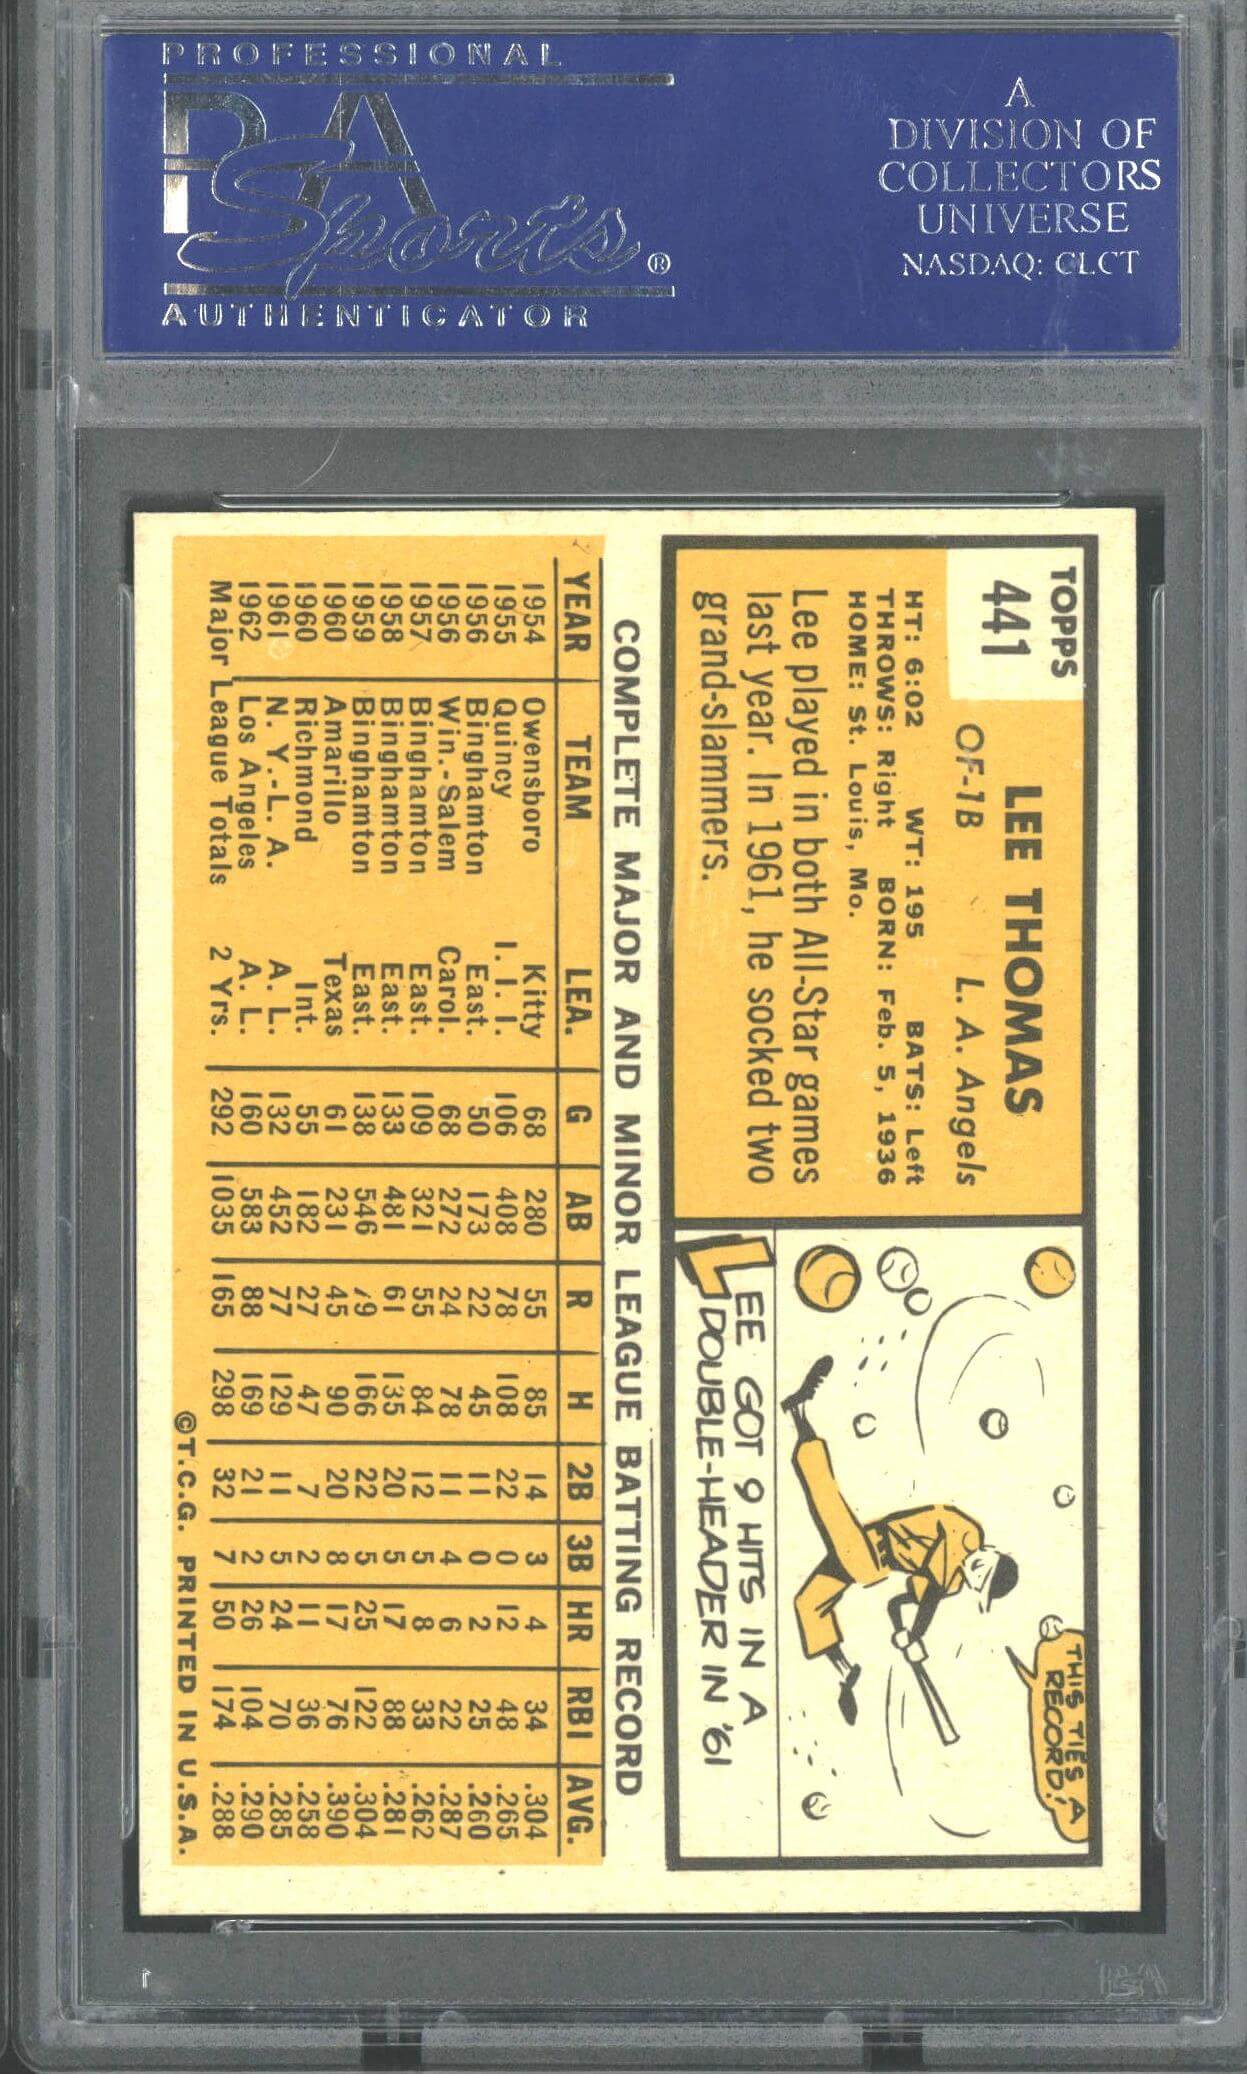 PROFESSIONAL
PSA
Sports®
AUTHENTICATOR
A
DIVISION OF
COLLECTORS
UNIVERSE
NASDAQ: CLCT
TOPPS
441
LEE THOMAS
OF-1B L. A. Angels
HT: 6:02 WT: 195 BATS: Left
THROWS: Right BORN: Feb. 5, 1936
HOME: St. Louis, Mo.
Lee played in both All-Star games
last year. In 1961, he socked two
grand-slammers.
THIS TIES A
RECORD!
LEE GOT 9 HITS IN A
DOUBLE-HEADER IN '61
COMPLETE MAJOR AND MINOR LEAGUE BATTING RECORD
YEAR TEAM LEA. G AB R H 2B 3B HR RBI AVG.
1954 Owensboro Kitty 68 280 55 85 14 3 4 34 .304
1955 Quincy I. I. I. 106 408 78 108 22 0 12 48 .265
1956 Binghamton East. 50 173 22 45 11 0 2 25 .260
1956 Win.-Salem Carol. 68 272 24 78 11 4 6 22 .287
1957 Binghamton East. 109 321 55 84 12 5 8 33 .262
1958 Binghamton East. 133 481 61 135 20 5 17 88 .281
1959 Binghamton East. 138 546 79 166 22 5 25 122 .304
1960 Amarillo Texas 61 231 45 90 20 8 17 76 .390
1960 Richmond Int. 55 182 27 47 7 2 11 36 .258
1961 N. Y.-L. A. A. L. 132 452 77 129 11 5 24 70 .285
1962 Los Angeles A. L. 160 583 88 169 21 2 26 104 .290
Major League Totals 2 Yrs. 292 1035 165 298 32 7 50 174 .288
©T.C.G. PRINTED IN U.S.A.
1
PSA